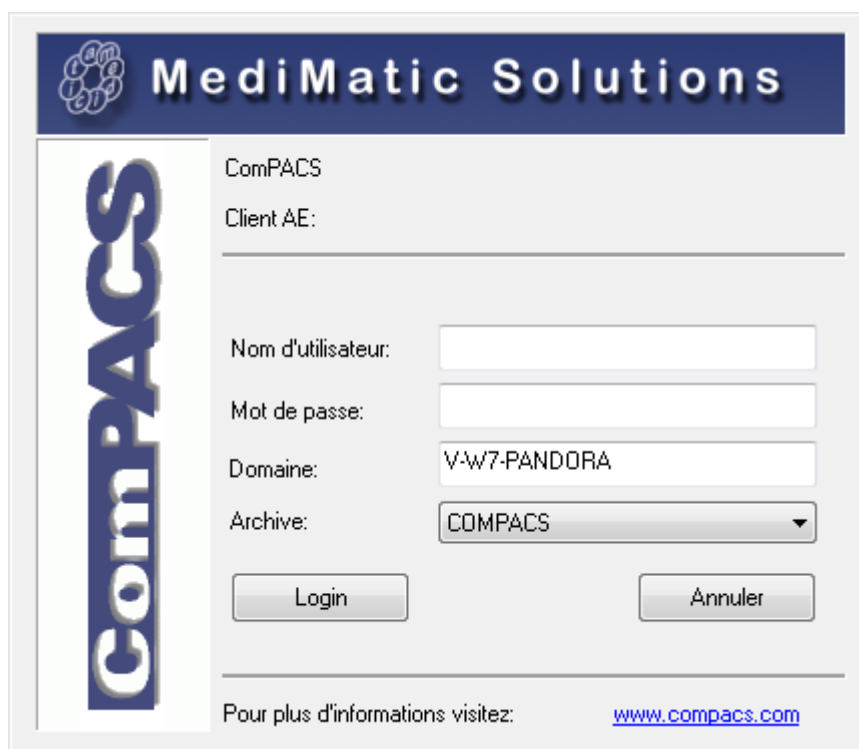 MediMatic Solutions
ComPACS
ComPACS
Client AE:
Nom d'utilisateur:
Mot de passe:
Domaine: V-W7-PANDORA
Archive: COMPACS
Login Annuler
Pour plus d'informations visitez: www.compacs.com